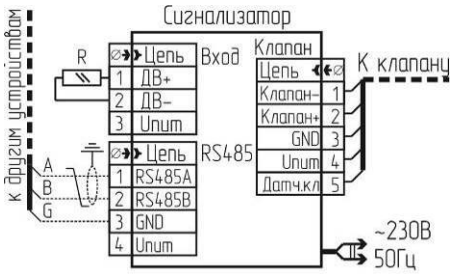 Сигнализатор
к другим устройствам
R
Цепь
1 ДВ+
2 ДВ–
3 Uпит
Вход
Цепь
1 RS485A
2 RS485B
3 GND
4 Uпит
RS485
A
B
G
Клапан
Цепь
Клапан– 1
Клапан+ 2
GND 3
Uпит 4
Датч.кл 5
К клапану
~230В
50Гц